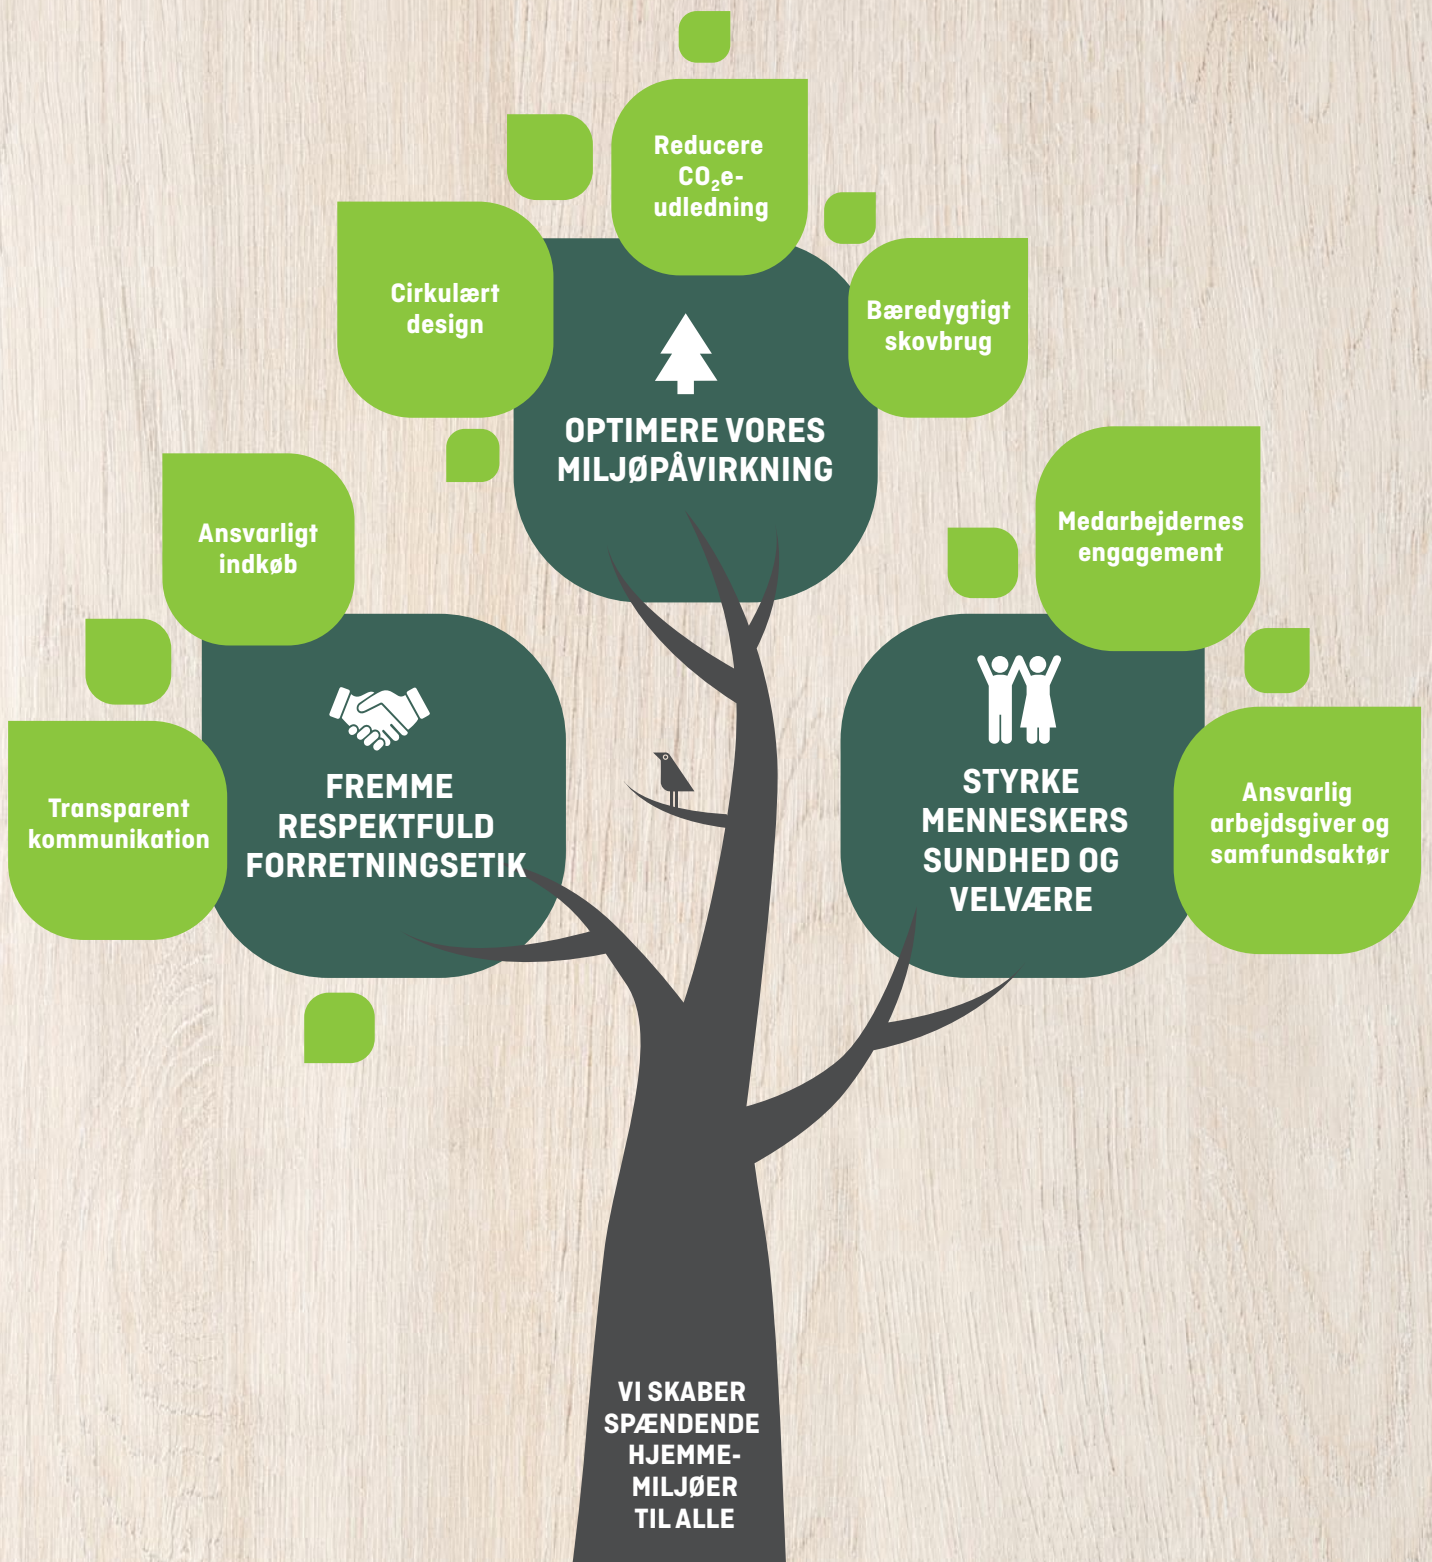 Reducere
CO₂e-
udledning
Cirkulært
design
Bæredygtigt
skovbrug
OPTIMERE VORES
MILJØPÅVIRKNING
Ansvarligt
indkøb
Medarbejdernes
engagement
Transparent
kommunikation
FREMME
RESPEKTFULD
FORRETNINGSETIK
STYRKE
MENNESKERS
SUNDHED OG
VELVÆRE
Ansvarlig
arbejdsgiver og
samfundsaktør
VI SKABER
SPÆNDENDE
HJEMME-
MILJØER
TIL ALLE